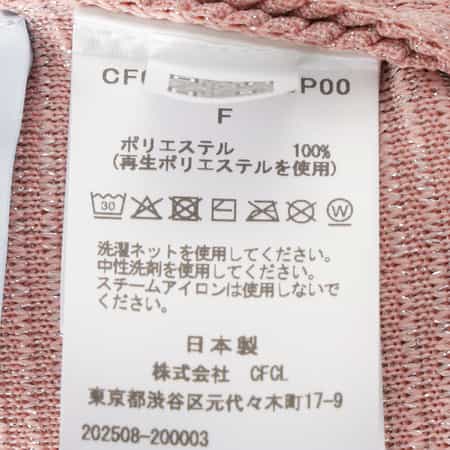 P00
F
ポリエステル 100%
(再生ポリエステルを使用)
30
W
洗濯ネットを使用してください。
中性洗剤を使用してください。
スチームアイロンは使用しないで
ください。
日本製
株式会社 CFCL
東京都渋谷区元代々木町17-9
202508-200003